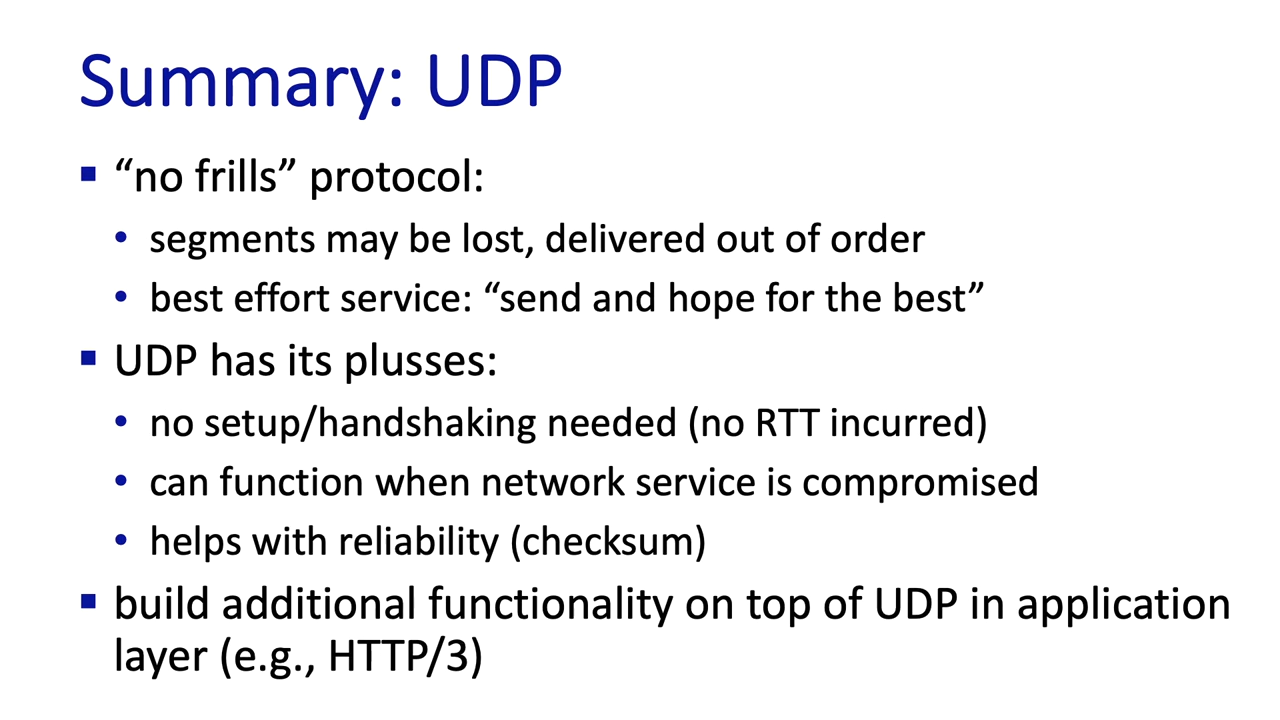 Summary: UDP
▪ “no frills” protocol:
• segments may be lost, delivered out of order
• best effort service: “send and hope for the best”
▪ UDP has its plusses:
• no setup/handshaking needed (no RTT incurred)
• can function when network service is compromised
• helps with reliability (checksum)
▪ build additional functionality on top of UDP in application
layer (e.g., HTTP/3)